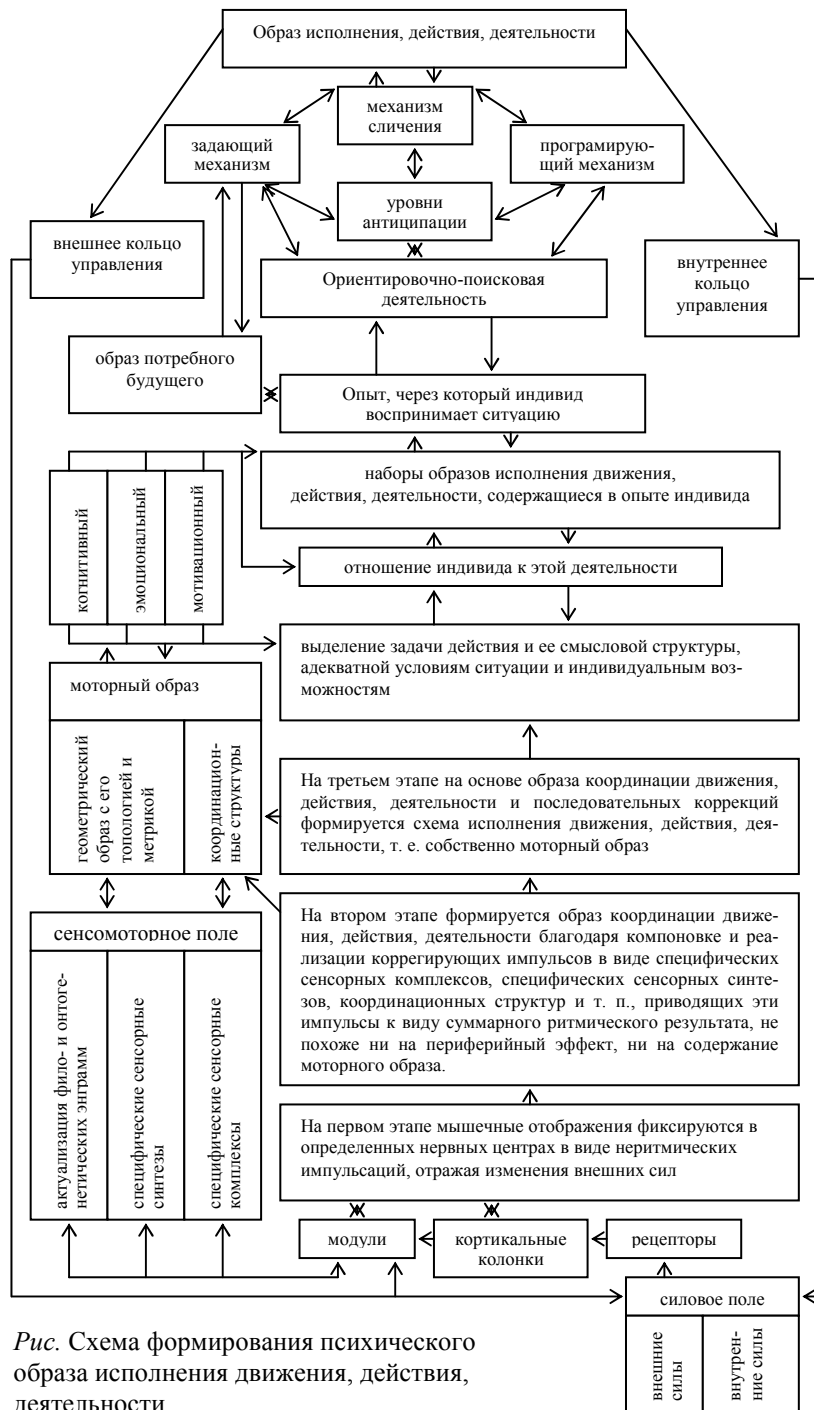 Образ исполнения, действия, деятельности
механизм
сличения
задающий
механизм
програмирую-
щий механизм
уровни
антиципации
внешнее кольцо
управления
Ориентировочно-поисковая
деятельность
внутреннее
кольцо
управления
образ потребного
будущего
Опыт, через который индивид
воспринимает ситуацию
когнитивный
эмоциональный
мотивационный
наборы образов исполнения движения,
действия, деятельности, содержащиеся в опыте индивида
отношение индивида к этой деятельности
выделение задачи действия и ее смысловой структуры,
адекватной условиям ситуации и индивидуальным воз-
можностям
моторный образ
геометрический
образ с его
топологией и
метрикой
координацион-
ные структуры
На третьем этапе на основе образа координации движения,
действия, деятельности и последовательных коррекций
формируется схема исполнения движения, действия, дея-
тельности, т. е. собственно моторный образ
сенсомоторное поле
актуализация фило- и онтоге-
нетических энграмм
специфические сенсорные
синтезы
специфические сенсорные
комплексы
На втором этапе формируется образ координации движе-
ния, действия, деятельности благодаря компоновке и реа-
лизации коррегирующих импульсов в виде специфических
сенсорных комплексов, специфических сенсорных синте-
зов, координационных структур и т. п., приводящих эти
импульсы к виду суммарного ритмического результата, не
похоже ни на периферийный эффект, ни на содержание
моторного образа.
На первом этапе мышечные отображения фиксируются в
определенных нервных центрах в виде неритмических
импульсаций, отражая изменения внешних сил
модули
кортикальные
колонки
рецепторы
силовое поле
внешние
силы
внутрен-
ние силы
Рис. Схема формирования психического
образа исполнения движения, действия,
деятельности